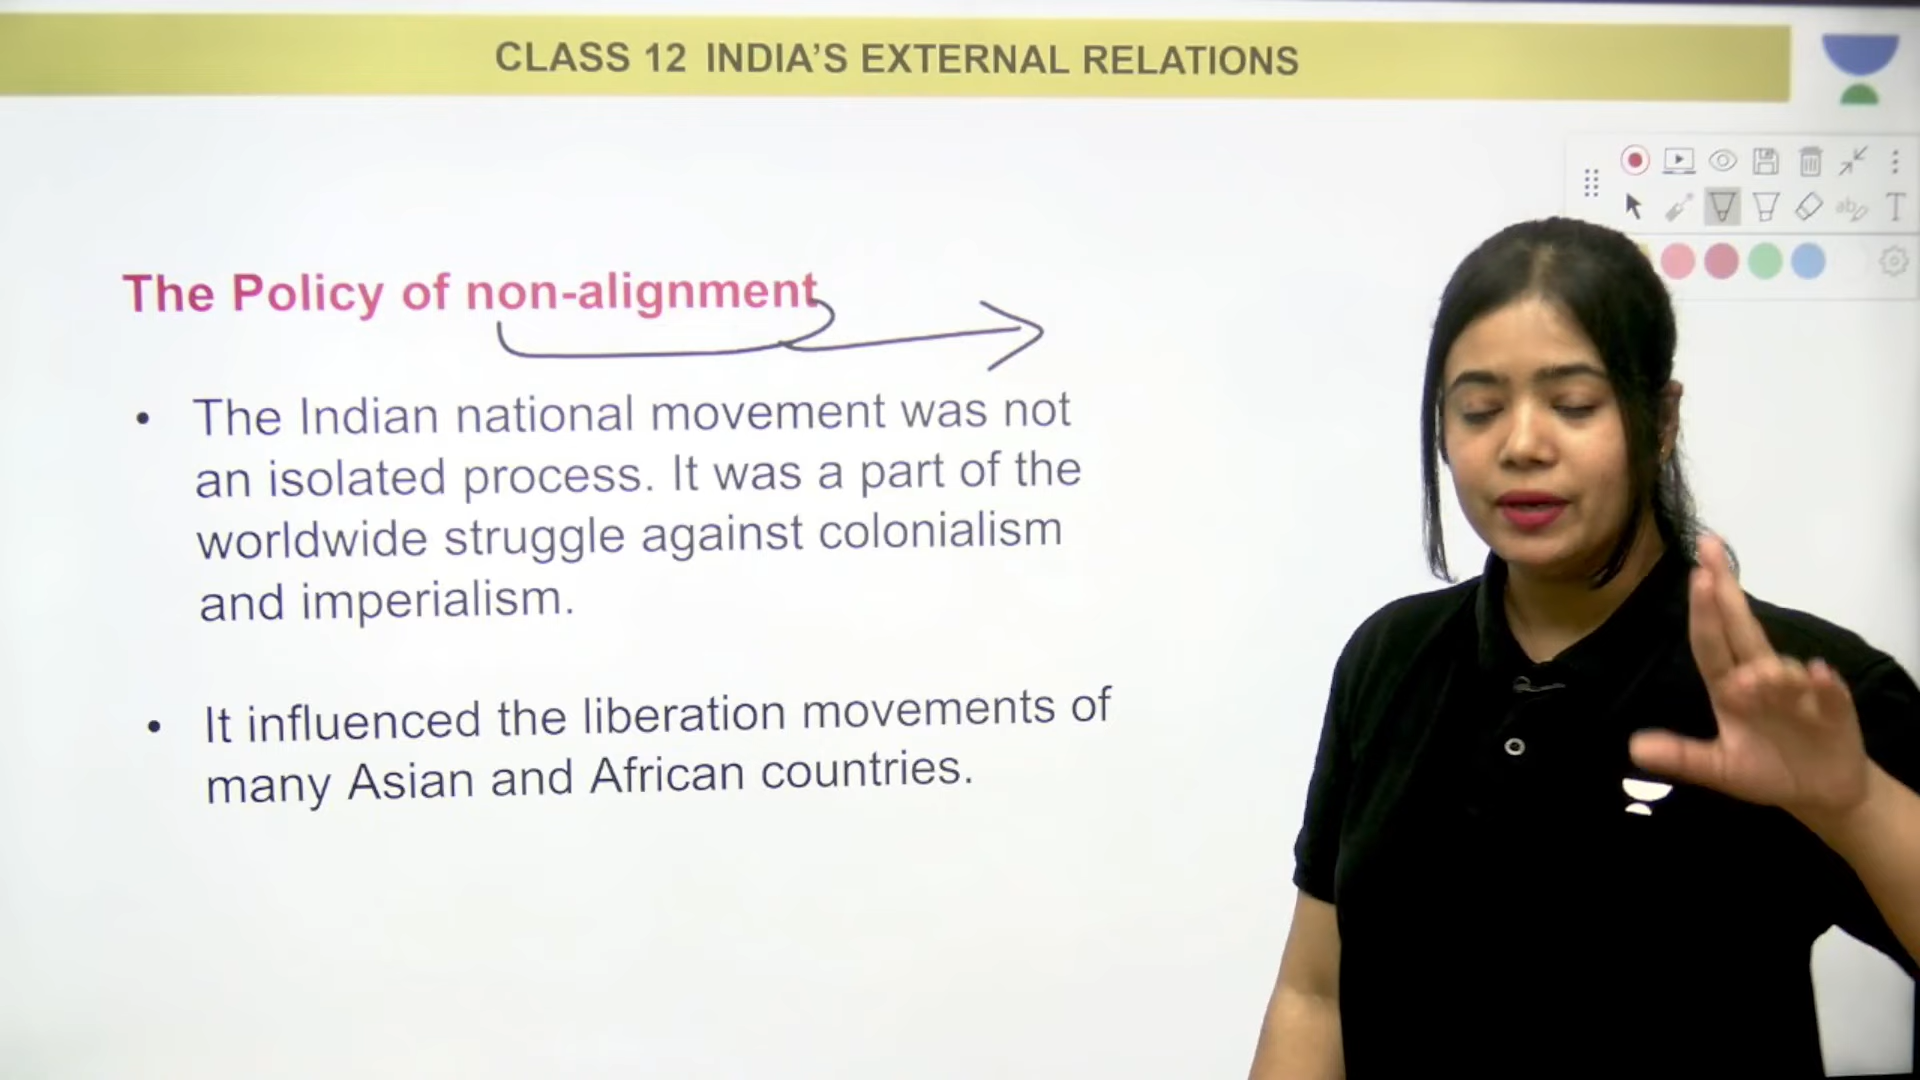 CLASS 12 INDIA'S EXTERNAL RELATIONS
The Policy of non-alignment
• The Indian national movement was not
an isolated process. It was a part of the
worldwide struggle against colonialism
and imperialism.
• It influenced the liberation movements of
many Asian and African countries.
ab
T